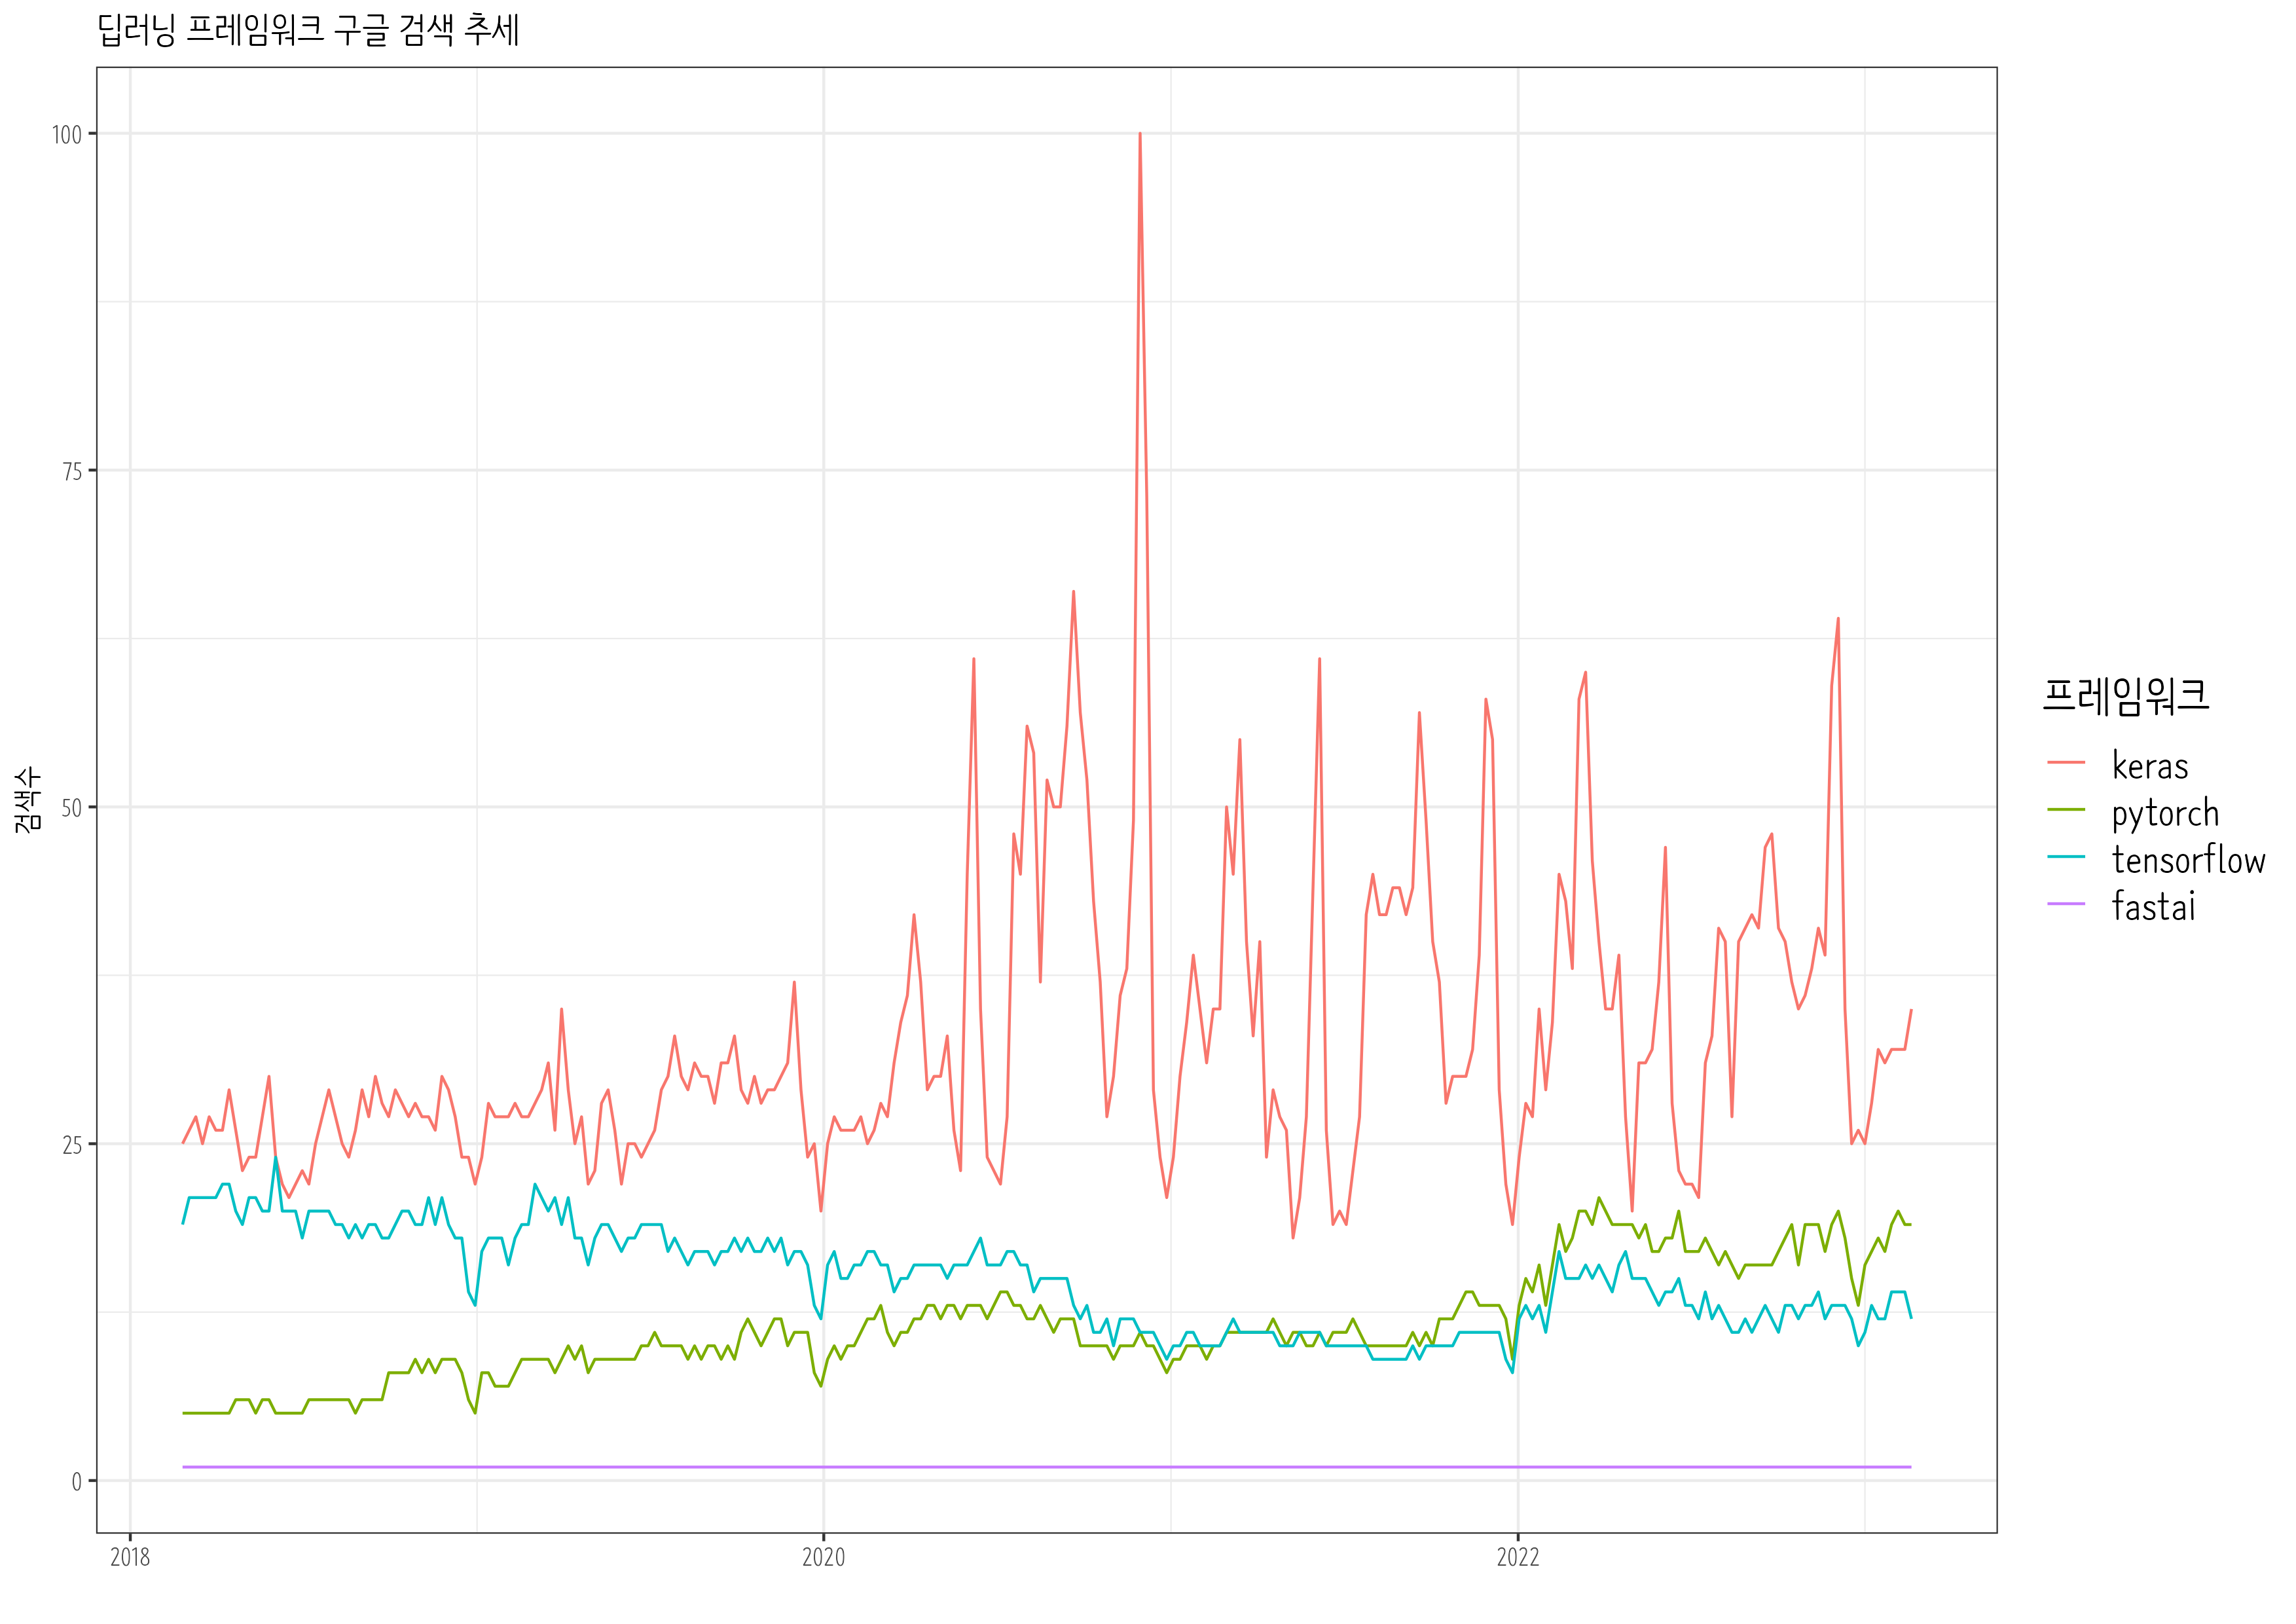 딥러닝 프레임워크 구글 검색 추세
검색수
100
75
50
25
0
2018
2020
2022
프레임워크
keras
pytorch
tensorflow
fastai